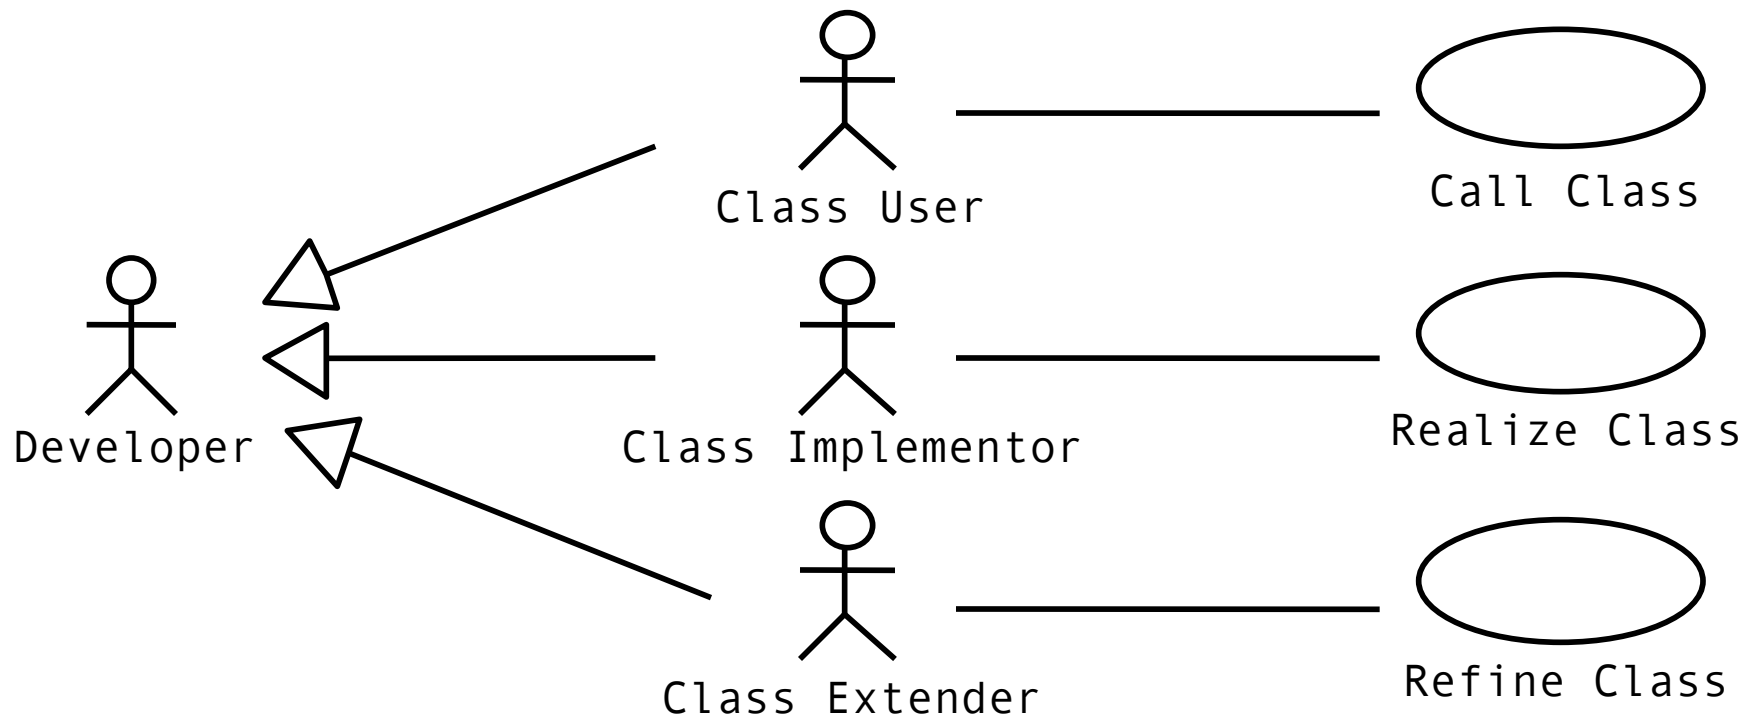 Class User
Call Class
Developer
Class Implementor
Realize Class
Class Extender
Refine Class